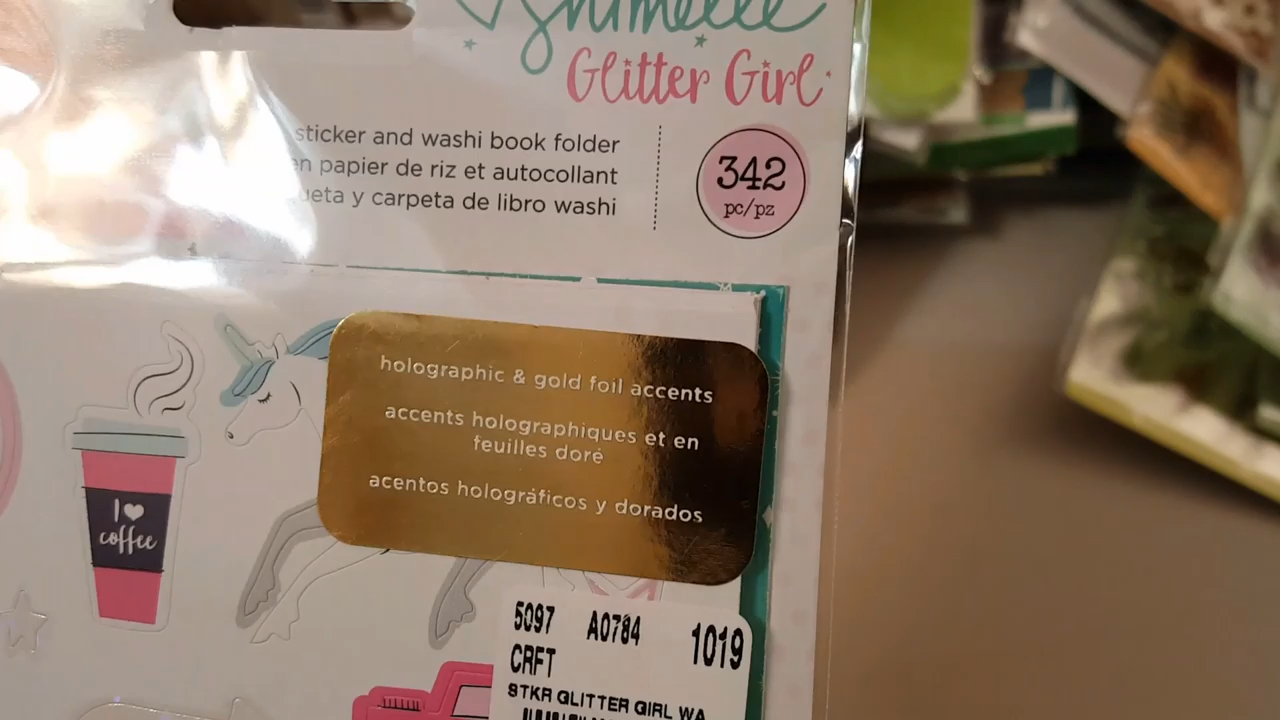 Shimelle
Glitter Girl
sticker and washi book folder
en papier de riz et autocollant
y carpeta de libro washi
342
pc/pz
holographic & gold foil accents
accents holographiques et en
feuilles doré
acentos holográficos y dorados
I
coffee
5097 A0784 1019
CRFT
STKR GLITTER GIRL WA